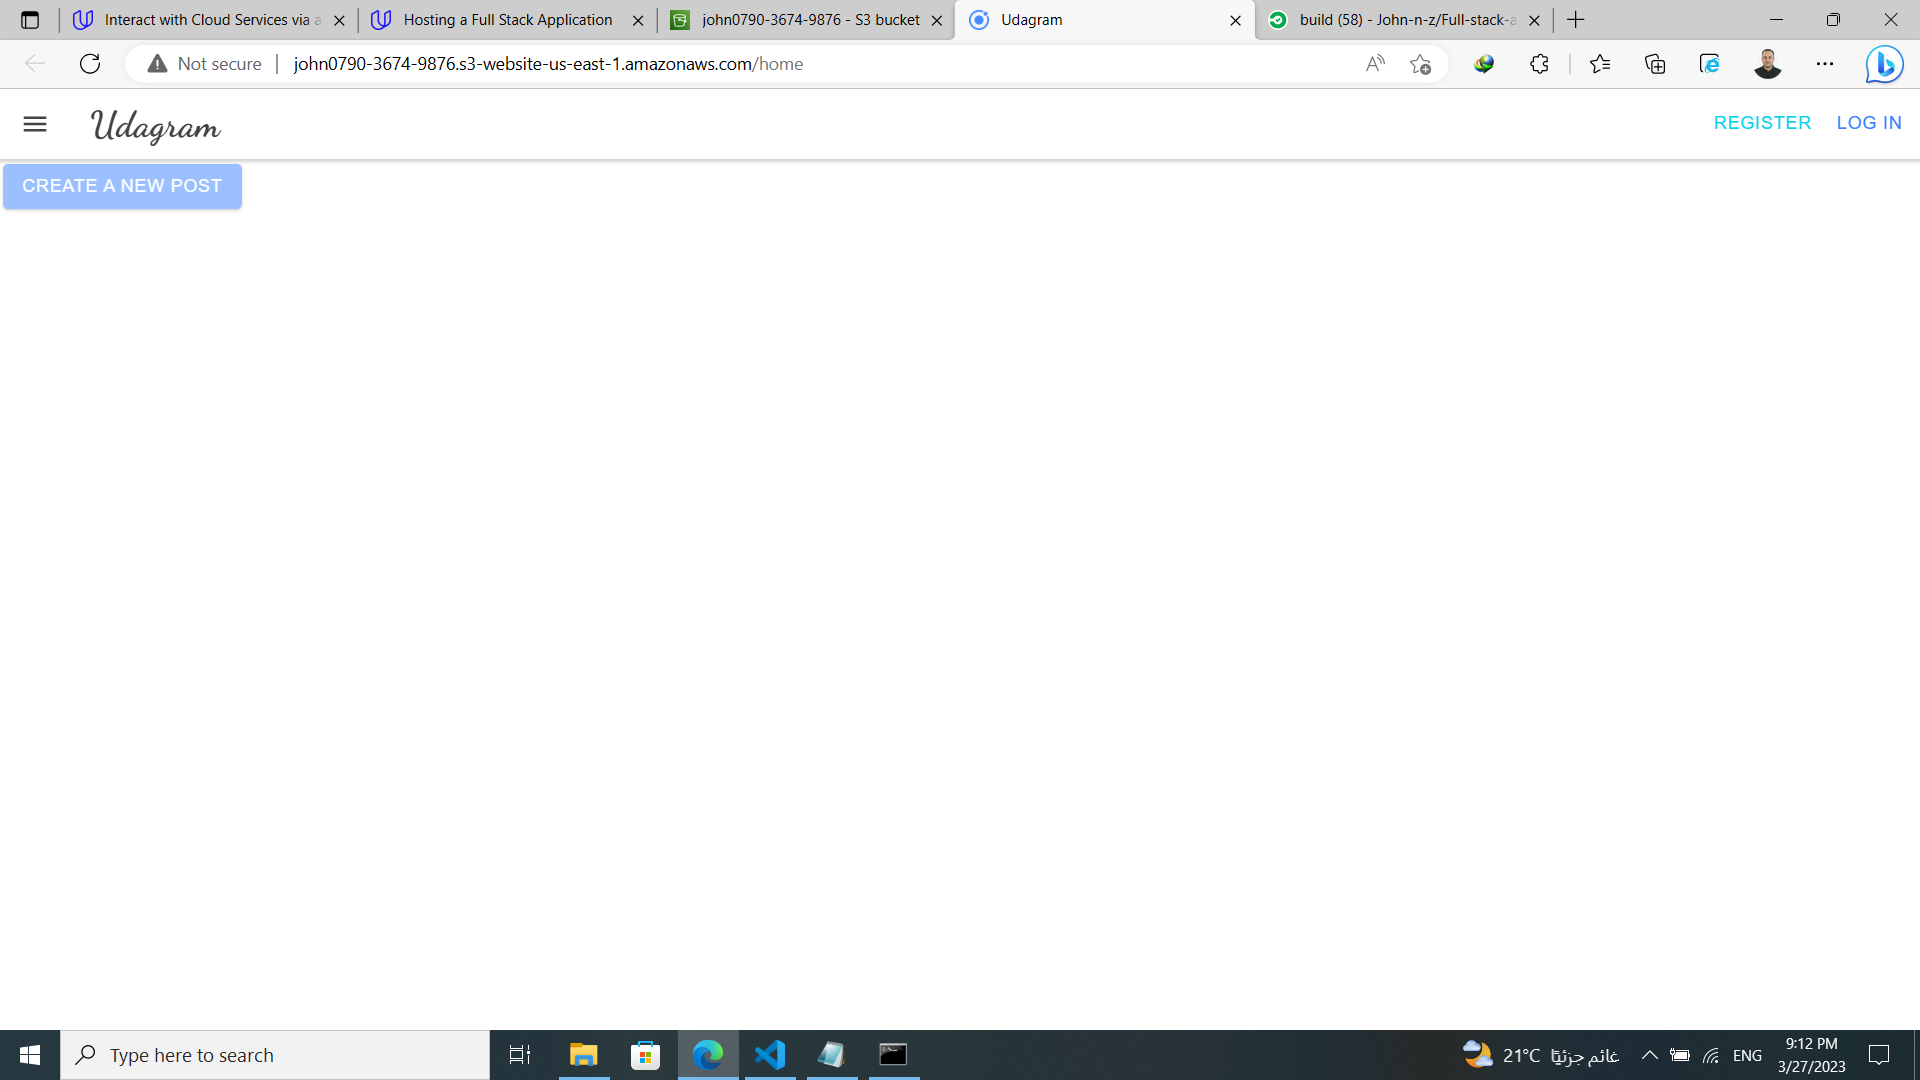 Interact with Cloud Services via a
Hosting a Full Stack Application
john0790-3674-9876 - S3 bucket
Udagram
build (58) - John-n-z/Full-stack-a
Not secure
john0790-3674-9876.s3-website-us-east-1.amazonaws.com/home
Udagram
REGISTER
LOG IN
CREATE A NEW POST
Type here to search
21°C غائم جزئيًا
ENG
9:12 PM
3/27/2023